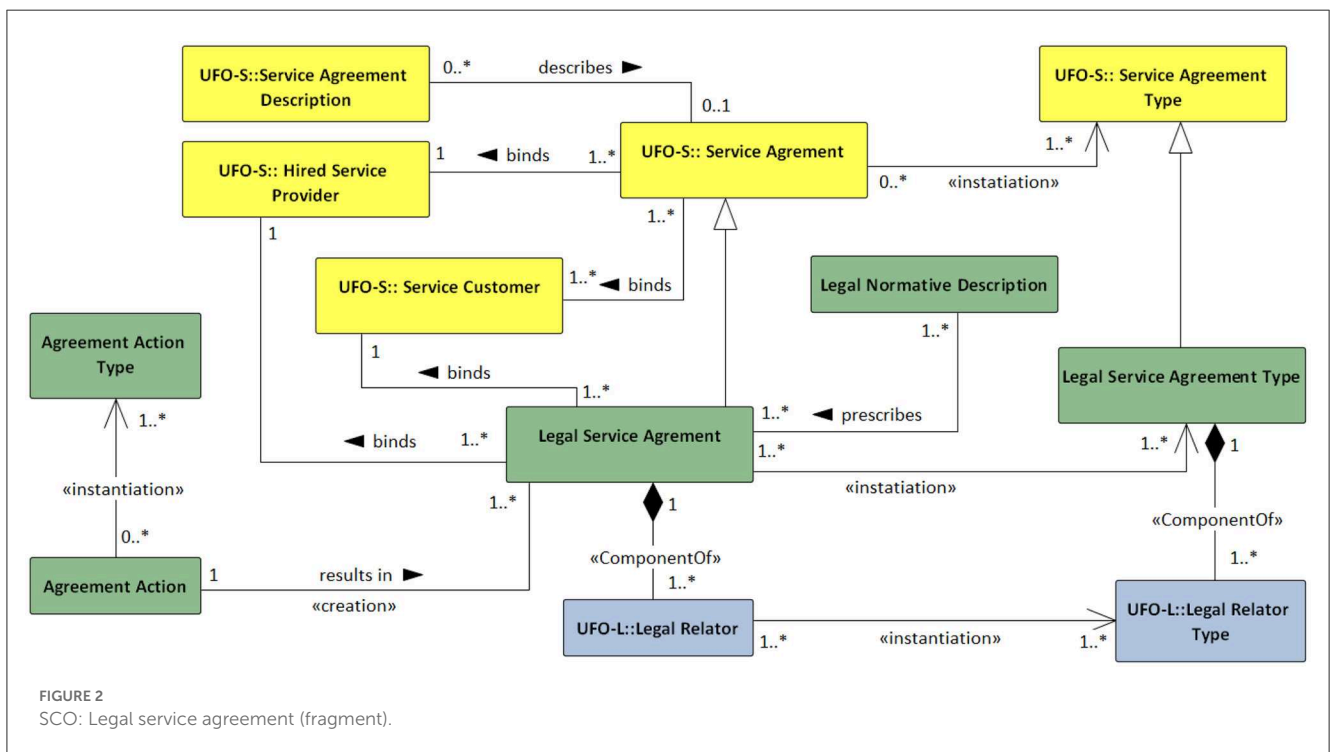 UFO-S::Service Agreement
Description
0..*
describes ►
0..1
UFO-S:: Service Agreement
Type
UFO-S:: Hired Service
Provider
1
◄ binds
1..*
UFO-S:: Service Agrement
1..*
0..*
«instatiation»
1
1..*
UFO-S:: Service Customer
1..*
◄ binds
Legal Normative Description
1..*
Agreement Action
Type
1
◄ binds
1..*
Legal Service Agreement Type
1..*
◄ binds
1..*
Legal Service Agrement
1..*
◄ prescribes
1..*
1..*
1
«instantiation»
1..*
1
«instatiation»
«ComponentOf»
0..*
«ComponentOf»
Agreement Action
1
results in ►
«creation»
1..*
1..*
UFO-L::Legal Relator
1..*
«instantiation»
1..*
UFO-L::Legal Relator
Type
FIGURE 2
SCO: Legal service agreement (fragment).